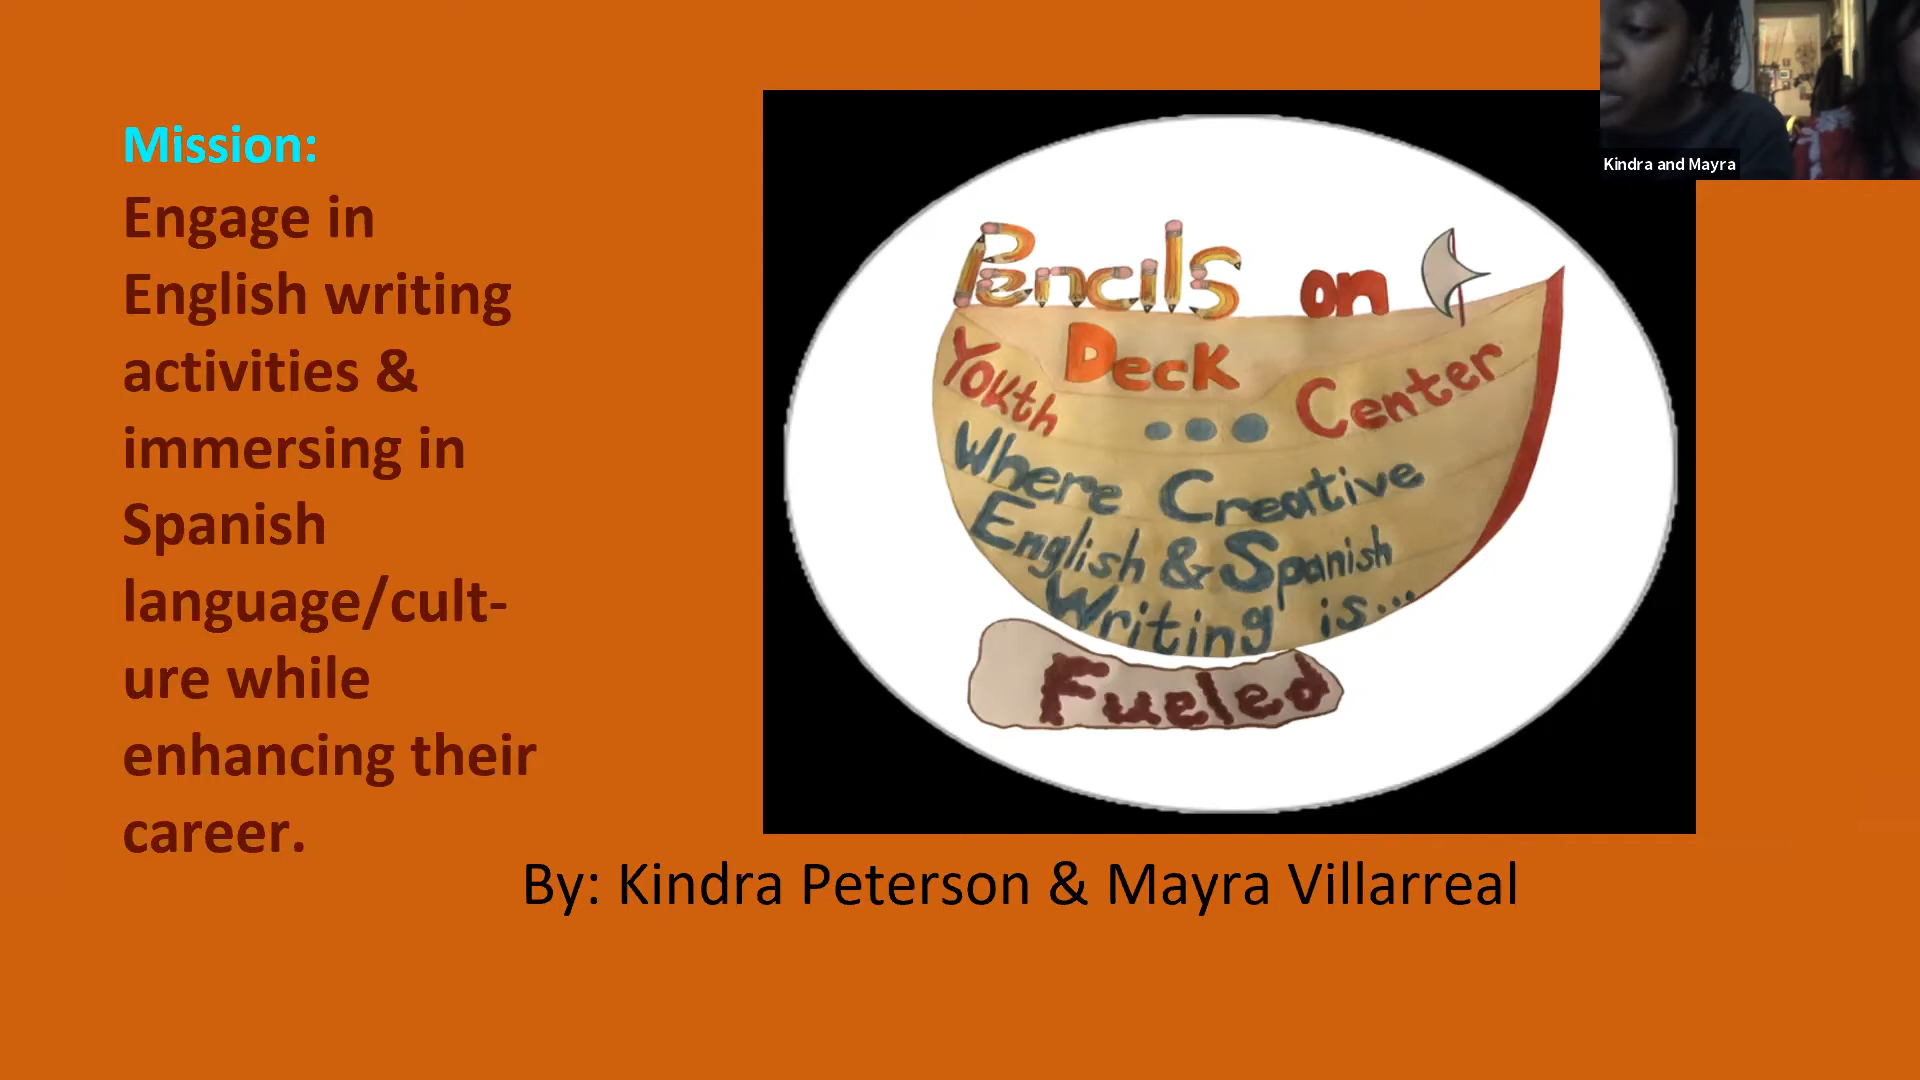 Mission:
Engage in
English writing
activities &
immersing in
Spanish
language/cult-
ure while
enhancing their
career.
Pencils on
Deck
Youth ... Center
Where Creative
English & Spanish
Writing is...
Fueled
By: Kindra Peterson & Mayra Villarreal
Kindra and Mayra